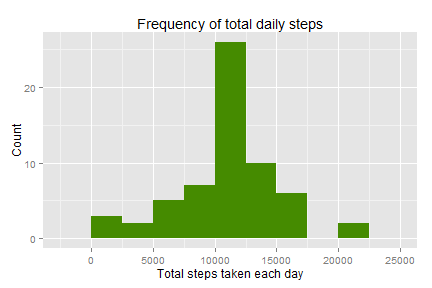 Frequency of total daily steps
Count
20
10
0
0 5000 10000 15000 20000 25000
Total steps taken each day